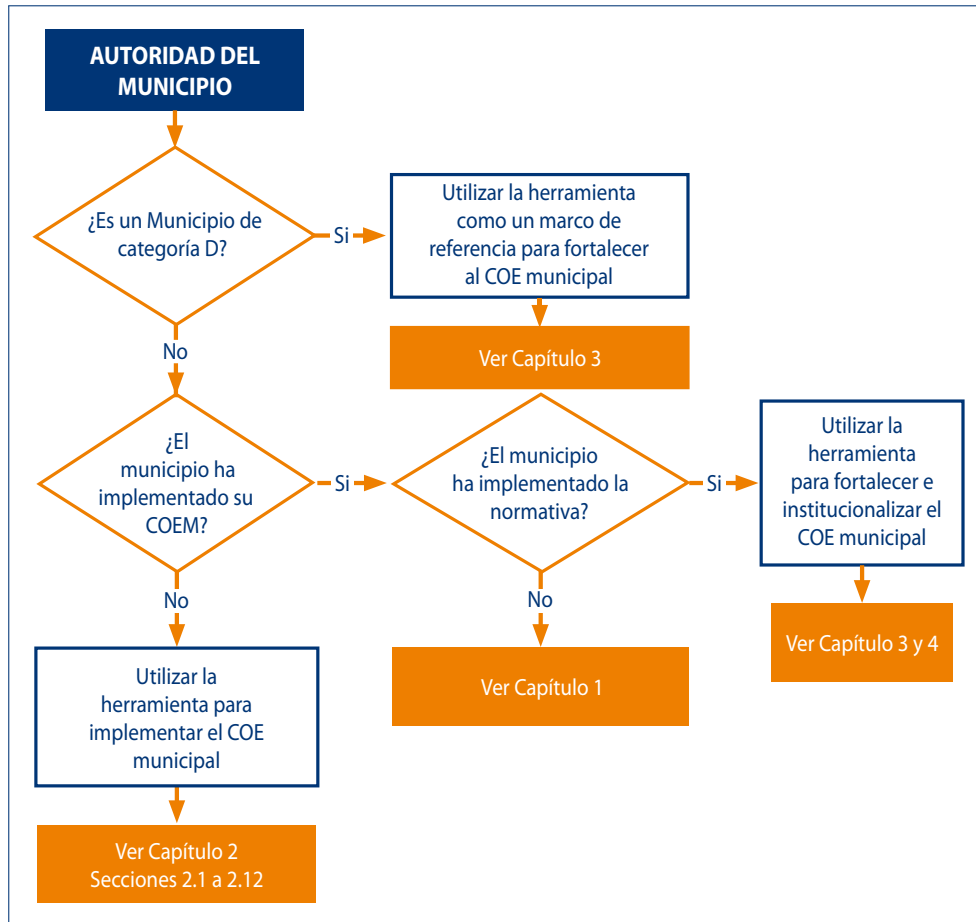 AUTORIDAD DEL
MUNICIPIO
¿Es un Municipio de
categoría D?
Si
Utilizar la herramienta
como un marco de
referencia para fortalecer
al COE municipal
Ver Capítulo 3
No
¿El
municipio ha
implementado su
COEM?
Si
¿El municipio
ha implementado la
normativa?
Si
Utilizar la
herramienta
para fortalecer e
institucionalizar el
COE municipal
Ver Capítulo 3 y 4
No
Ver Capítulo 1
No
Utilizar la
herramienta para
implementar el COE
municipal
Ver Capítulo 2
Secciones 2.1 a 2.12